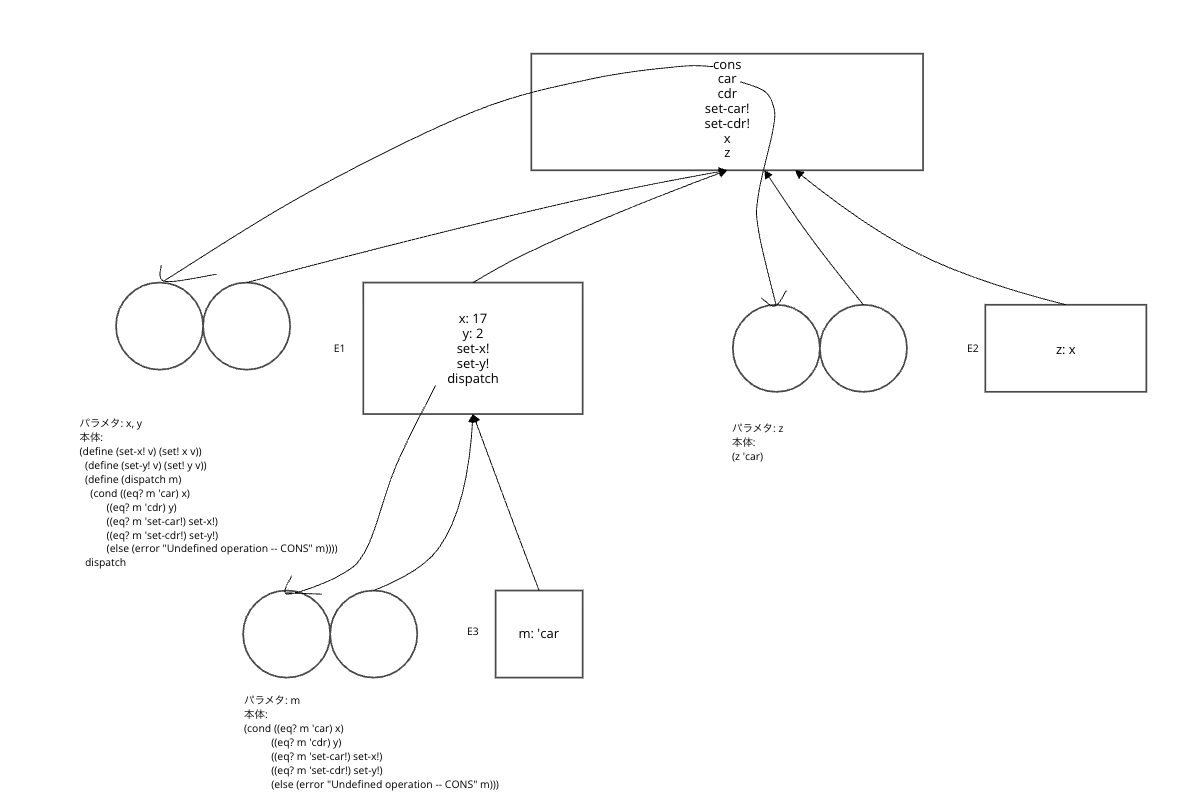 cons
car
cdr
set-car!
set-cdr!
x
z
E1
x: 17
y: 2
set-x!
set-y!
dispatch
E2
z: x
パラメタ: x, y
本体:
(define (set-x! v) (set! x v))
(define (set-y! v) (set! y v))
(define (dispatch m)
(cond ((eq? m 'car) x)
((eq? m 'cdr) y)
((eq? m 'set-car!) set-x!)
((eq? m 'set-cdr!) set-y!)
(else (error "Undefined operation -- CONS" m))))
dispatch
パラメタ: z
本体:
(z 'car)
E3
m: 'car
パラメタ: m
本体:
(cond ((eq? m 'car) x)
((eq? m 'cdr) y)
((eq? m 'set-car!) set-x!)
((eq? m 'set-cdr!) set-y!)
(else (error "Undefined operation -- CONS" m)))